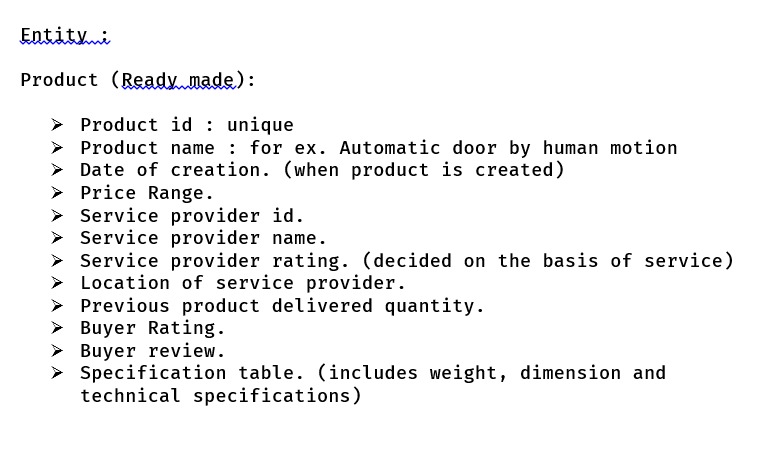 Entity :
Product (Ready made):
➢ Product id : unique
➢ Product name : for ex. Automatic door by human motion
➢ Date of creation. (when product is created)
➢ Price Range.
➢ Service provider id.
➢ Service provider name.
➢ Service provider rating. (decided on the basis of service)
➢ Location of service provider.
➢ Previous product delivered quantity.
➢ Buyer Rating.
➢ Buyer review.
➢ Specification table. (includes weight, dimension and
technical specifications)